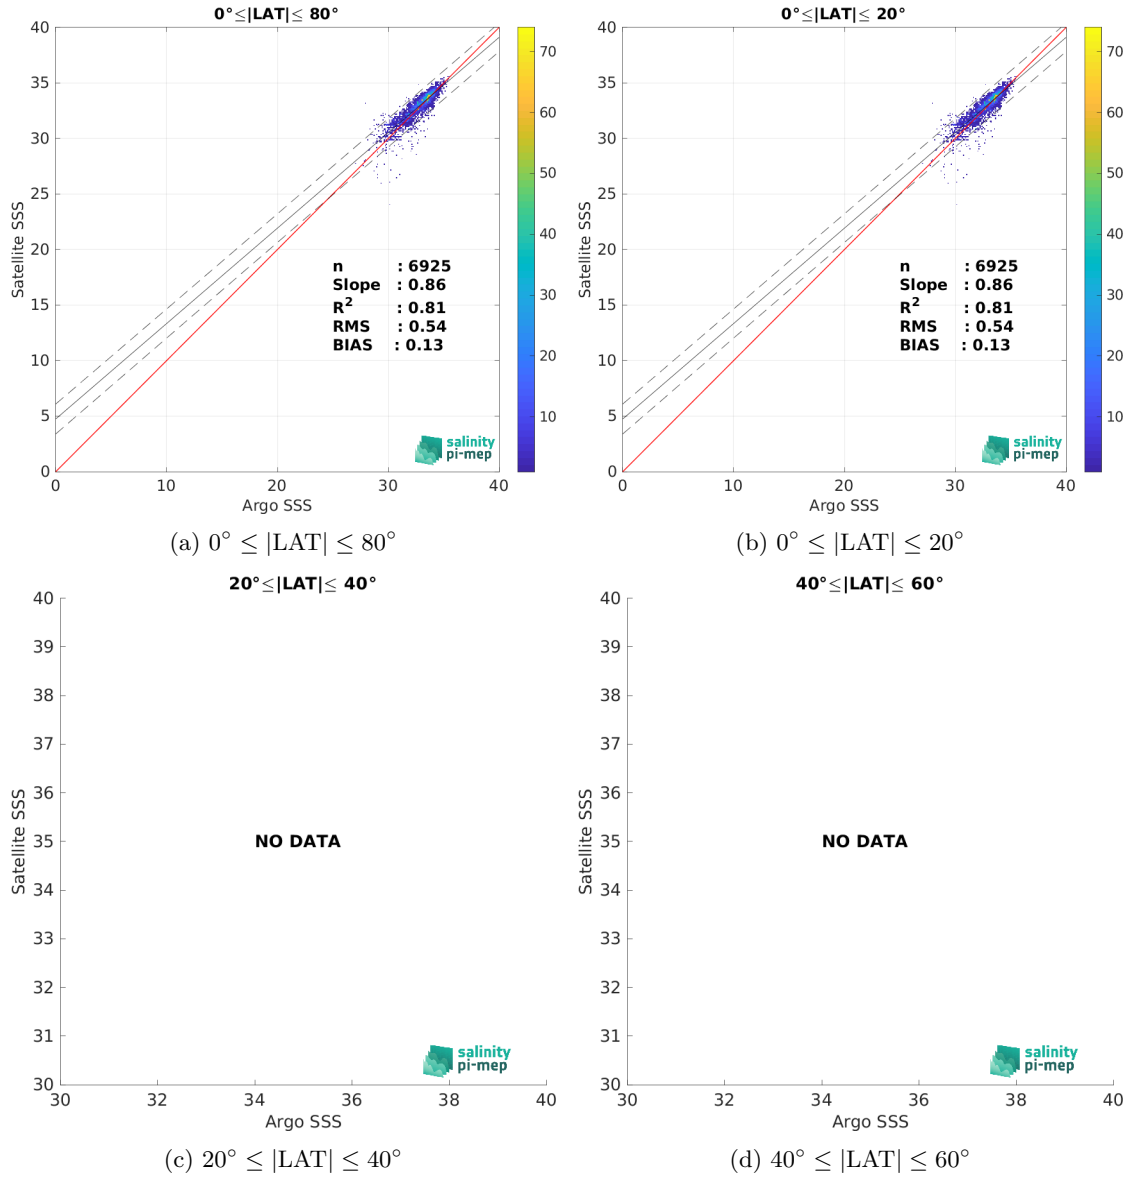 0°≤|LAT|≤ 80°
40
35
30
25
20
15
10
5
0
0
10
20
30
40
Satellite SSS
Argo SSS
n : 6925
Slope : 0.86
R² : 0.81
RMS : 0.54
BIAS : 0.13
salinity
pi-mep
70
60
50
40
30
20
10
(a) 0° ≤ |LAT| ≤ 80°
0°≤|LAT|≤ 20°
40
35
30
25
20
15
10
5
0
0
10
20
30
40
Satellite SSS
Argo SSS
n : 6925
Slope : 0.86
R² : 0.81
RMS : 0.54
BIAS : 0.13
salinity
pi-mep
70
60
50
40
30
20
10
(b) 0° ≤ |LAT| ≤ 20°
20°≤|LAT|≤ 40°
40
39
38
37
36
35
34
33
32
31
30
30
32
34
36
38
40
Satellite SSS
Argo SSS
NO DATA
salinity
pi-mep
(c) 20° ≤ |LAT| ≤ 40°
40°≤|LAT|≤ 60°
40
39
38
37
36
35
34
33
32
31
30
30
32
34
36
38
40
Satellite SSS
Argo SSS
NO DATA
salinity
pi-mep
(d) 40° ≤ |LAT| ≤ 60°